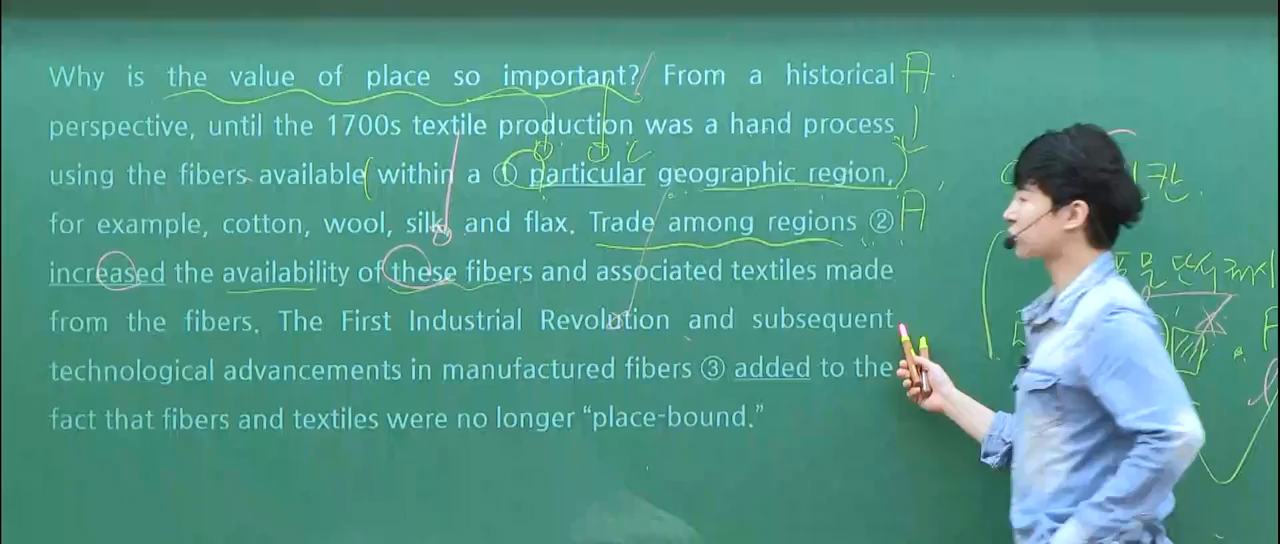 Why is the value of place so important? From a historical A
perspective, until the 1700s textile production was a hand process
using the fibers available within a ① particular geographic region,
for example, cotton, wool, silk, and flax. Trade among regions ② A
increased the availability of these fibers and associated textiles made
from the fibers. The First Industrial Revolution and subsequent
technological advancements in manufactured fibers ③ added to the
fact that fibers and textiles were no longer “place-bound.”